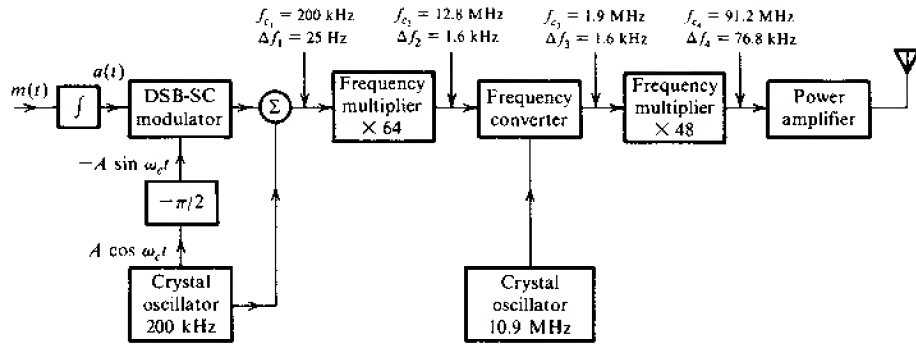 f_{c_1} = 200 kHz
Δf_1 = 25 Hz
f_{c_2} = 12.8 MHz
Δf_2 = 1.6 kHz
f_{c_3} = 1.9 MHz
Δf_3 = 1.6 kHz
f_{c_4} = 91.2 MHz
Δf_4 = 76.8 kHz
m(t)
∫
a(t)
DSB-SC
modulator
Σ
Frequency
multiplier
× 64
Frequency
converter
Frequency
multiplier
× 48
Power
amplifier
−A sin ω_c t
−π/2
A cos ω_c t
Crystal
oscillator
200 kHz
Crystal
oscillator
10.9 MHz